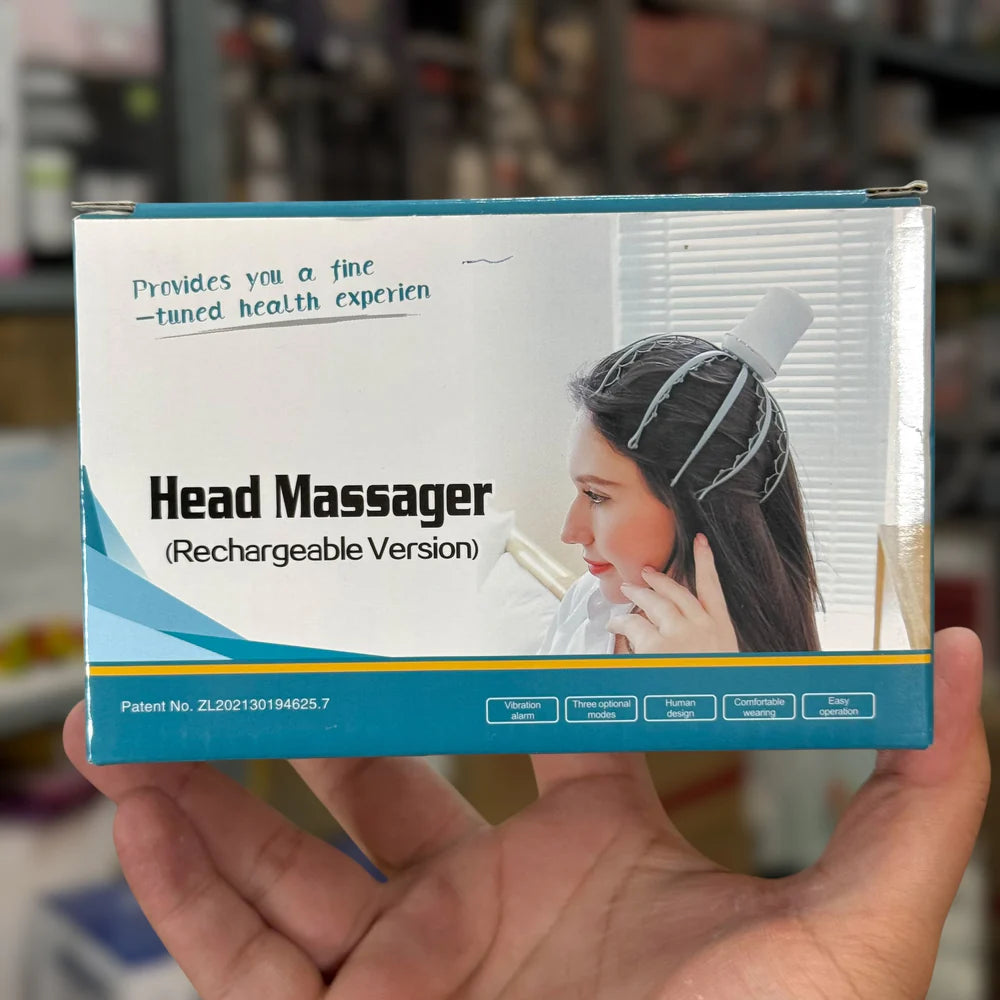 Provides you a fine
–tuned health experien
Head Massager
(Rechargeable Version)
Patent No. ZL202130194625.7
Vibration
alarm
Three optional
modes
Human
design
Comfortable
wearing
Easy
operation